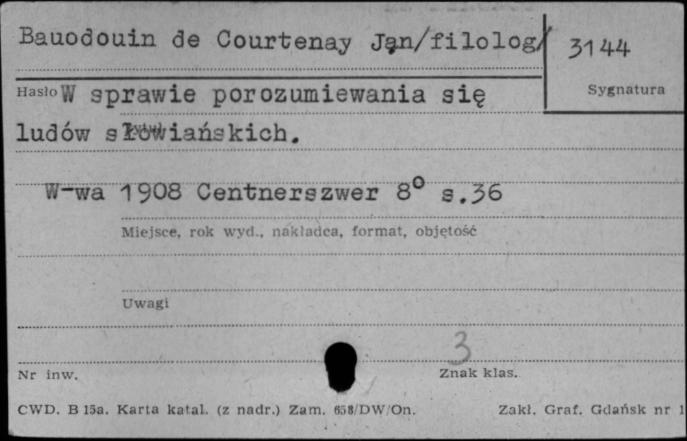 Bauodouin de Courtenay Jan/filolog/
3144
Sygnatura
Hasło W sprawie porozumiewania się
ludów słowiańskich.
W-wa 1908 Centnerszwer 8° s.36
Miejsce, rok wyd., nakładca, format, objętość
Uwagi
3
Nr inw.
Znak klas.
CWD. B 15a. Karta katal. (z nadr.) Zam. 658/DW/On.
Zakł. Graf. Gdańsk nr 1